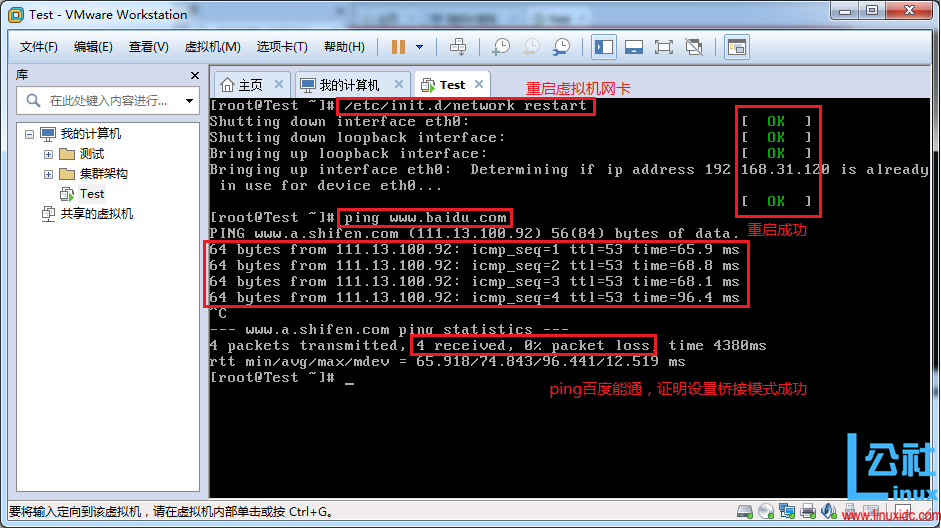 Test - VMware Workstation
文件(F) 编辑(E) 查看(V) 虚拟机(M) 选项卡(T) 帮助(H)
库
在此处键入内容进行...
我的计算机
测试
集群架构
Test
共享的虚拟机
主页 我的计算机 Test
重启虚拟机网卡
[root@Test ~]# /etc/init.d/network restart
Shutting down interface eth0: [ OK ]
Shutting down loopback interface: [ OK ]
Bringing up loopback interface: [ OK ]
Bringing up interface eth0: Determining if ip address 192.168.31.120 is already
in use for device eth0...
[ OK ]
[root@Test ~]# ping www.baidu.com
重启成功
PING www.a.shifen.com (111.13.100.92) 56(84) bytes of data.
64 bytes from 111.13.100.92: icmp_seq=1 ttl=53 time=65.9 ms
64 bytes from 111.13.100.92: icmp_seq=2 ttl=53 time=68.8 ms
64 bytes from 111.13.100.92: icmp_seq=3 ttl=53 time=68.1 ms
64 bytes from 111.13.100.92: icmp_seq=4 ttl=53 time=96.4 ms
^C
--- www.a.shifen.com ping statistics ---
4 packets transmitted, 4 received, 0% packet loss, time 4380ms
rtt min/avg/max/mdev = 65.918/74.843/96.441/12.519 ms
[root@Test ~]# _
ping百度能通，证明设置桥接模式成功
公社
Linux
www.linuxidc.com
要将输入定向到该虚拟机，请在虚拟机内部单击或按 Ctrl+G。